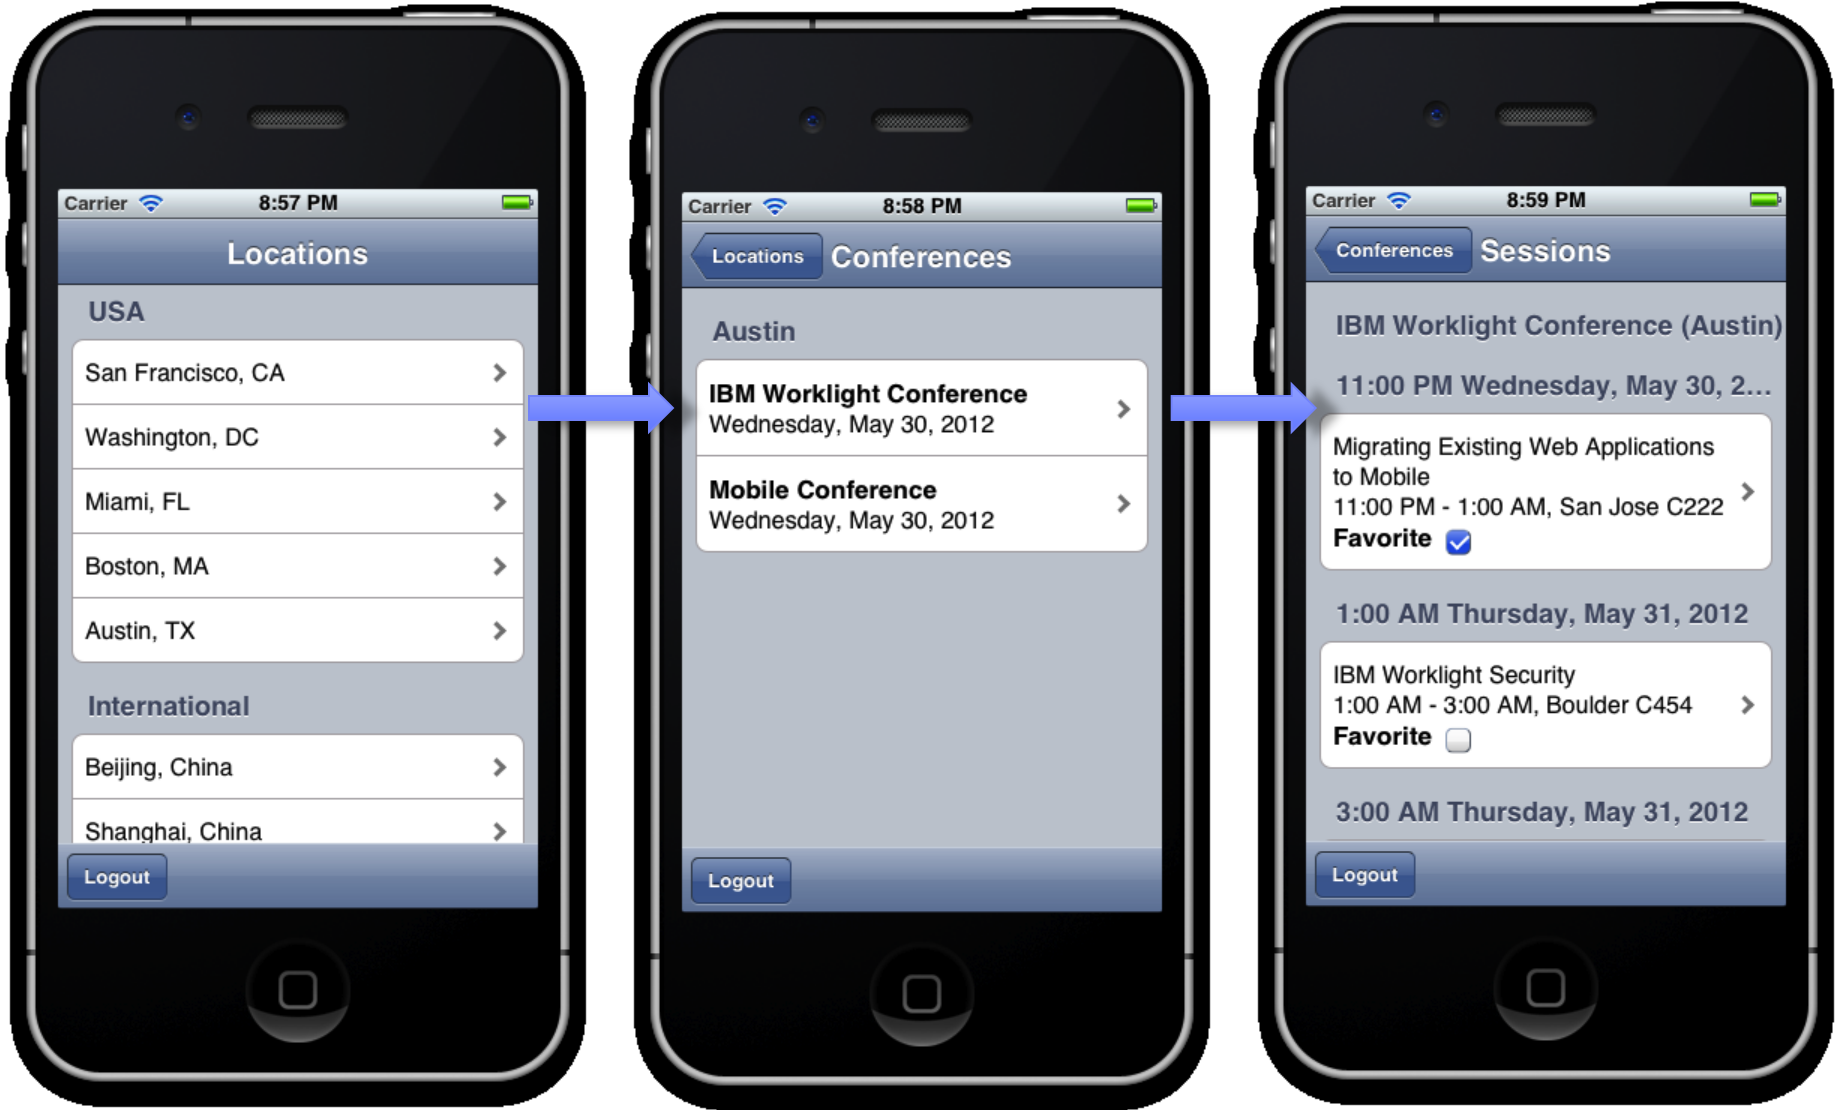 Carrier
8:57 PM
Locations
USA
San Francisco, CA
Washington, DC
Miami, FL
Boston, MA
Austin, TX
International
Beijing, China
Shanghai, China
Logout
Carrier
8:58 PM
Locations
Conferences
Austin
IBM Worklight Conference
Wednesday, May 30, 2012
Mobile Conference
Wednesday, May 30, 2012
Logout
Carrier
8:59 PM
Conferences
Sessions
IBM Worklight Conference (Austin)
11:00 PM Wednesday, May 30, 2...
Migrating Existing Web Applications
to Mobile
11:00 PM - 1:00 AM, San Jose C222
Favorite
1:00 AM Thursday, May 31, 2012
IBM Worklight Security
1:00 AM - 3:00 AM, Boulder C454
Favorite
3:00 AM Thursday, May 31, 2012
Logout